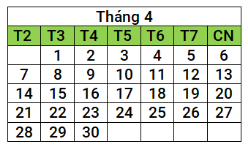 Tháng 4
T2 T3 T4 T5 T6 T7 CN
1 2 3 4 5 6
7 8 9 10 11 12 13
14 15 16 17 18 19 20
21 22 23 24 25 26 27
28 29 30